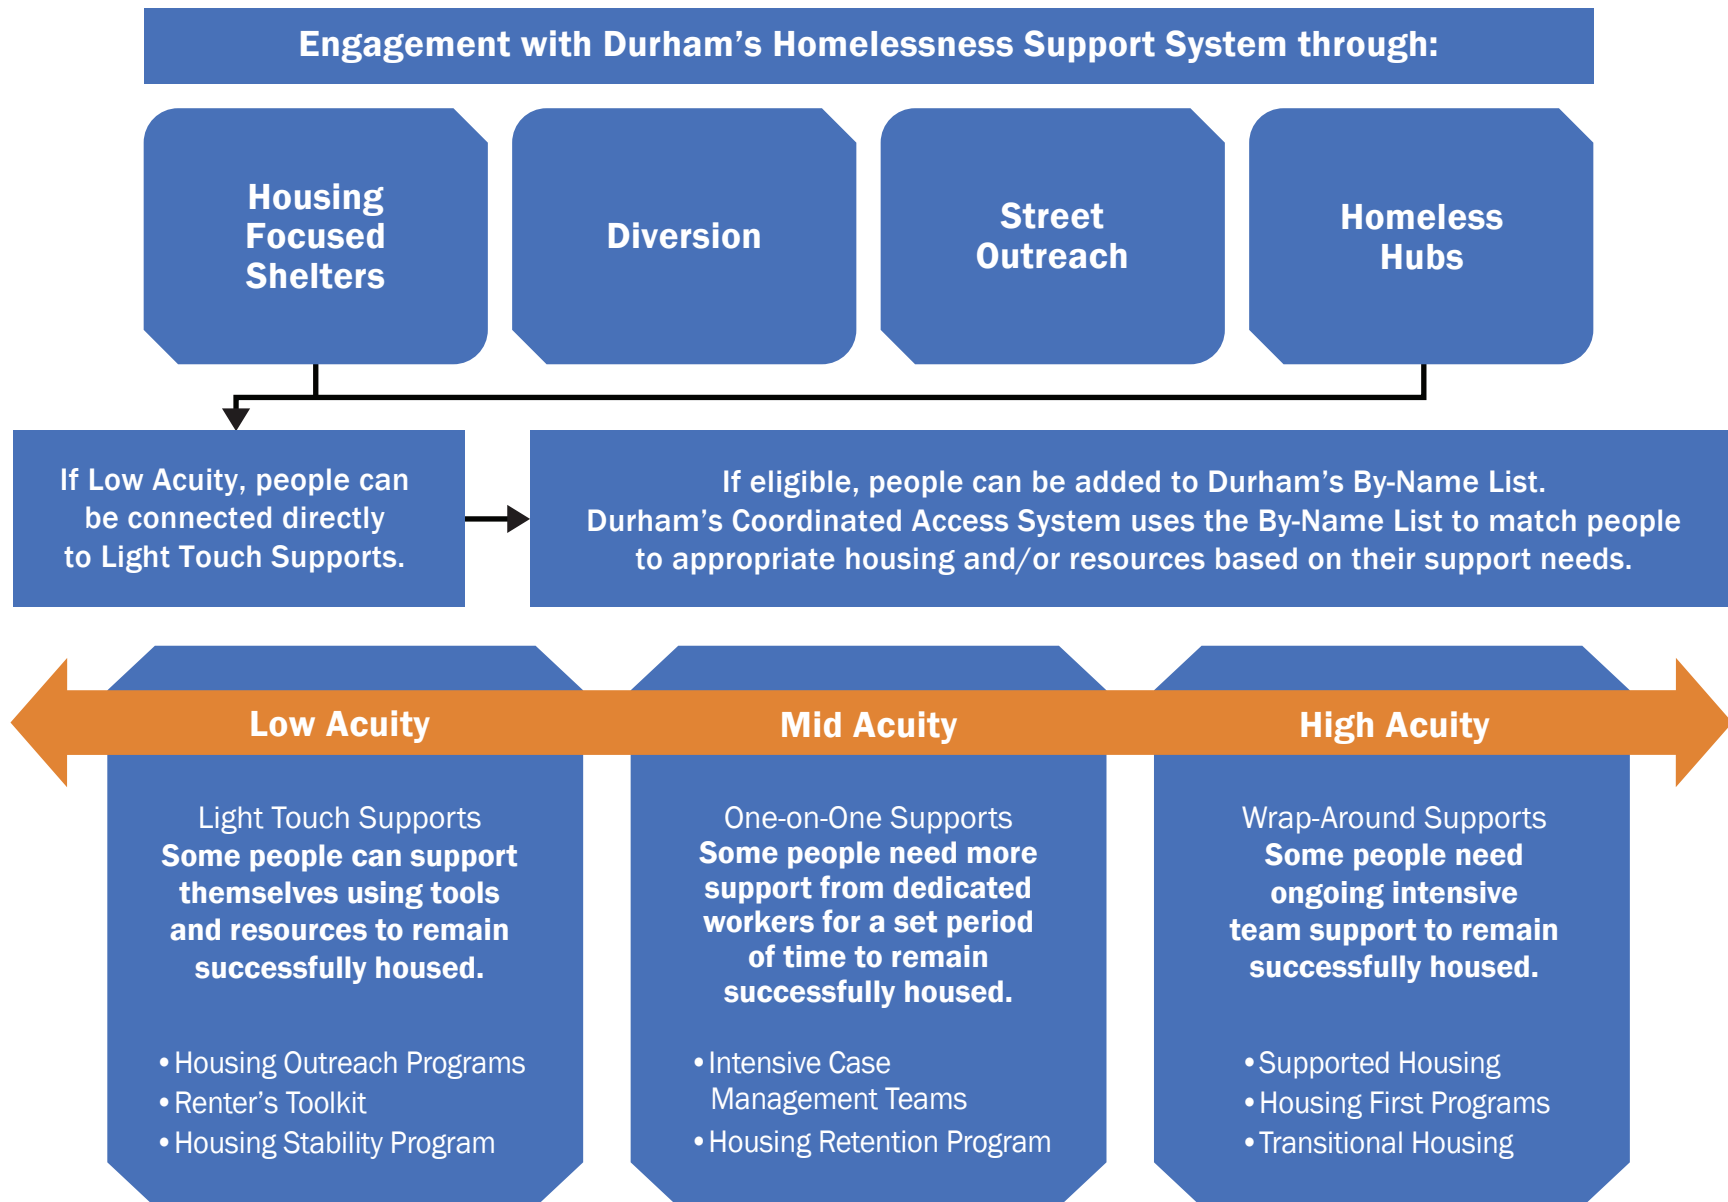 Engagement with Durham’s Homelessness Support System through:
Housing
Focused
Shelters
Diversion
Street
Outreach
Homeless
Hubs
If Low Acuity, people can
be connected directly
to Light Touch Supports.
If eligible, people can be added to Durham’s By-Name List.
Durham’s Coordinated Access System uses the By-Name List to match people
to appropriate housing and/or resources based on their support needs.
Low Acuity
Light Touch Supports
Some people can support
themselves using tools
and resources to remain
successfully housed.
• Housing Outreach Programs
• Renter’s Toolkit
• Housing Stability Program
Mid Acuity
One-on-One Supports
Some people need more
support from dedicated
workers for a set period
of time to remain
successfully housed.
• Intensive Case
Management Teams
• Housing Retention Program
High Acuity
Wrap-Around Supports
Some people need
ongoing intensive
team support to remain
successfully housed.
• Supported Housing
• Housing First Programs
• Transitional Housing